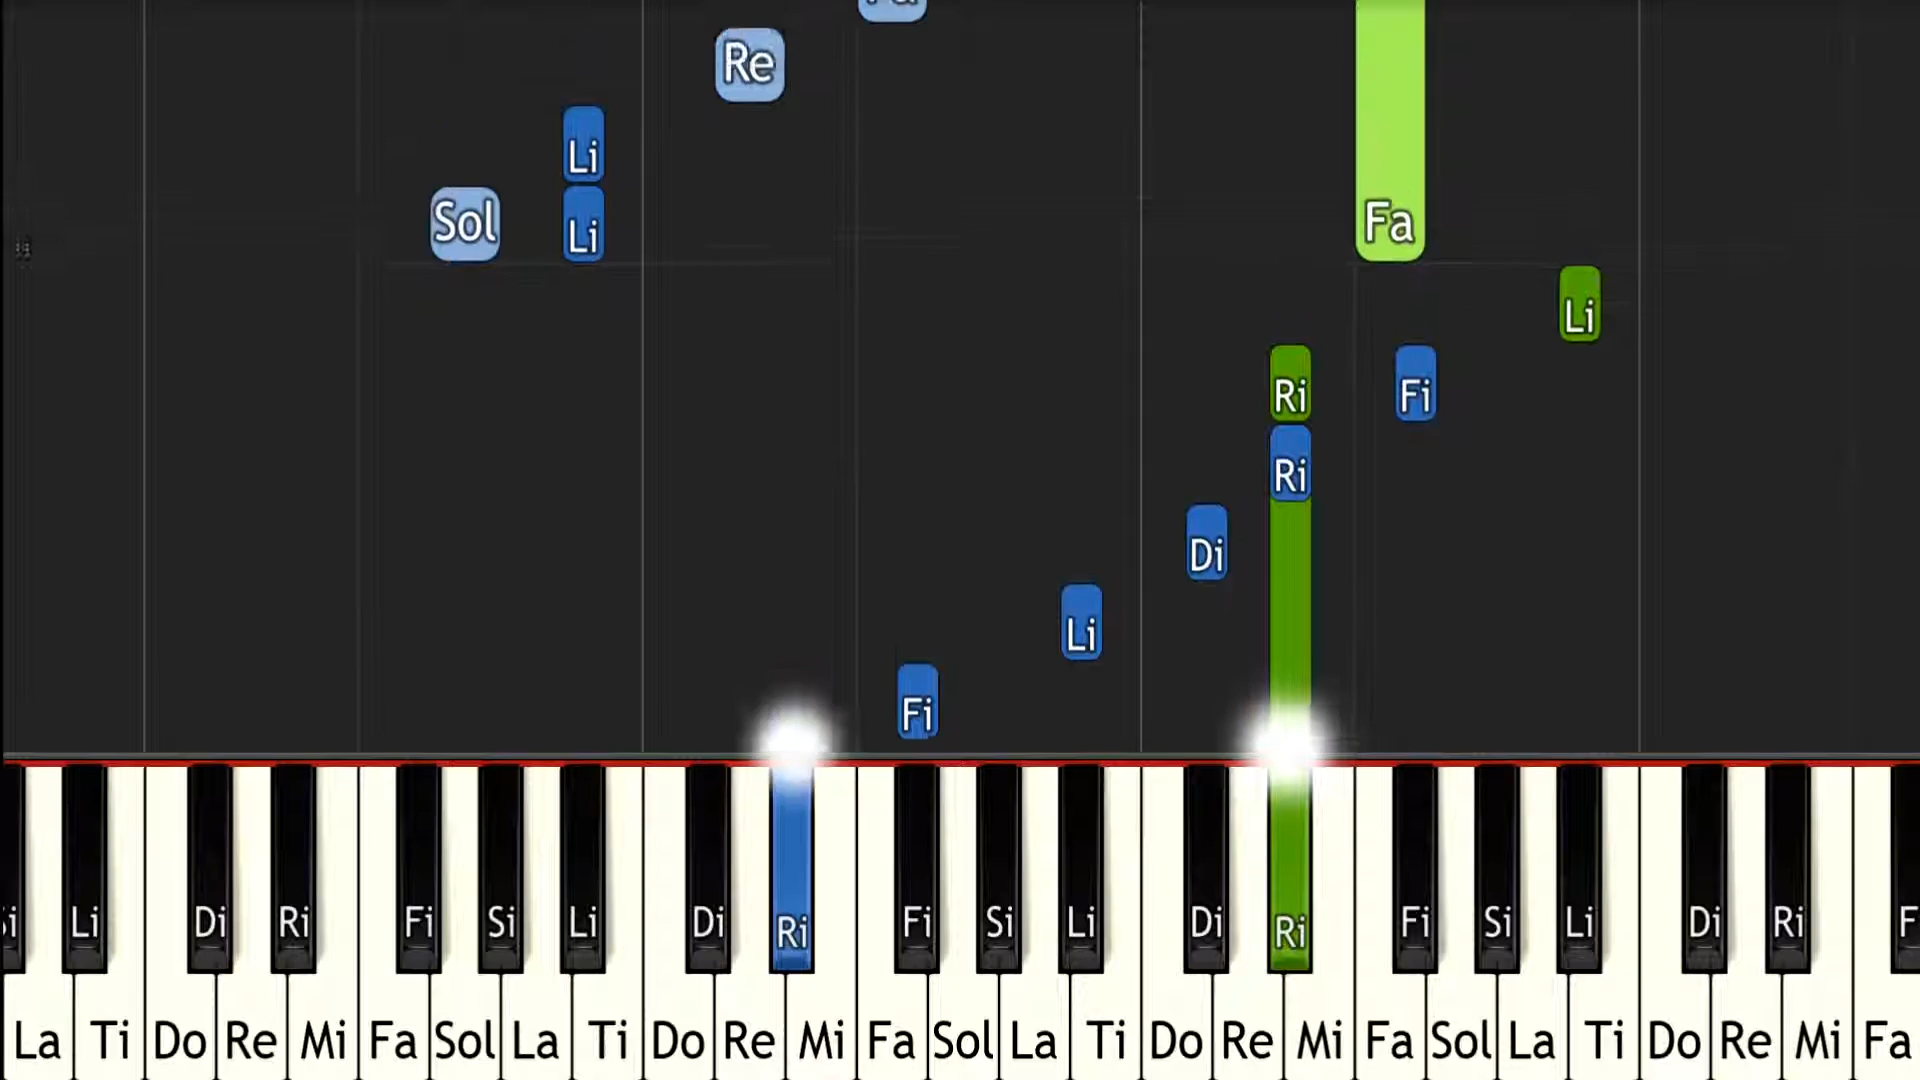 Re
Li
Sol Li Fa
Li
Ri Fi
Ri
Di
Li
Fi
Li Di Ri Fi Si Li Di Ri Fi Si Li Di Ri Fi Si Li Di Ri F
La Ti Do Re Mi Fa Sol La Ti Do Re Mi Fa Sol La Ti Do Re Mi Fa Sol La Ti Do Re Mi Fa